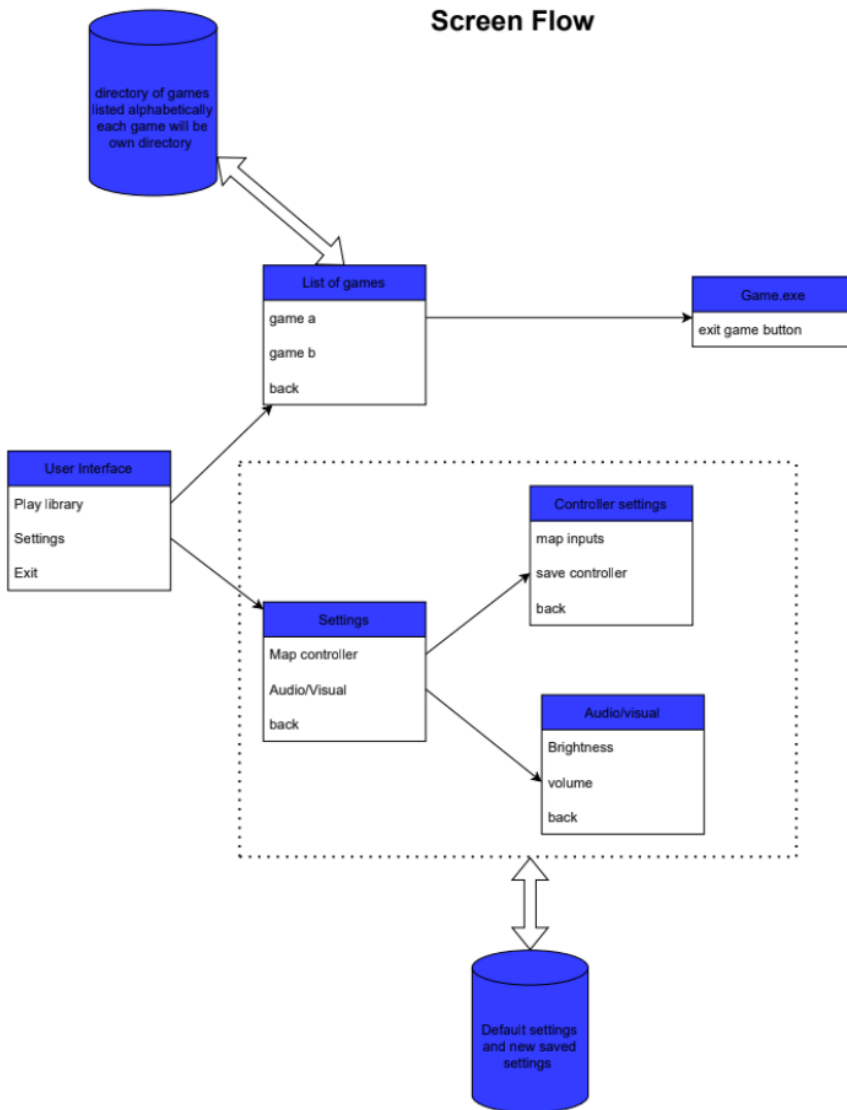 Screen Flow
directory of games
listed alphabetically
each game will be
own directory
List of games
game a
game b
back
Game.exe
exit game button
User Interface
Play library
Settings
Exit
Controller settings
map inputs
save controller
back
Settings
Map controller
Audio/Visual
back
Audio/visual
Brightness
volume
back
Default settings
and new saved
settings